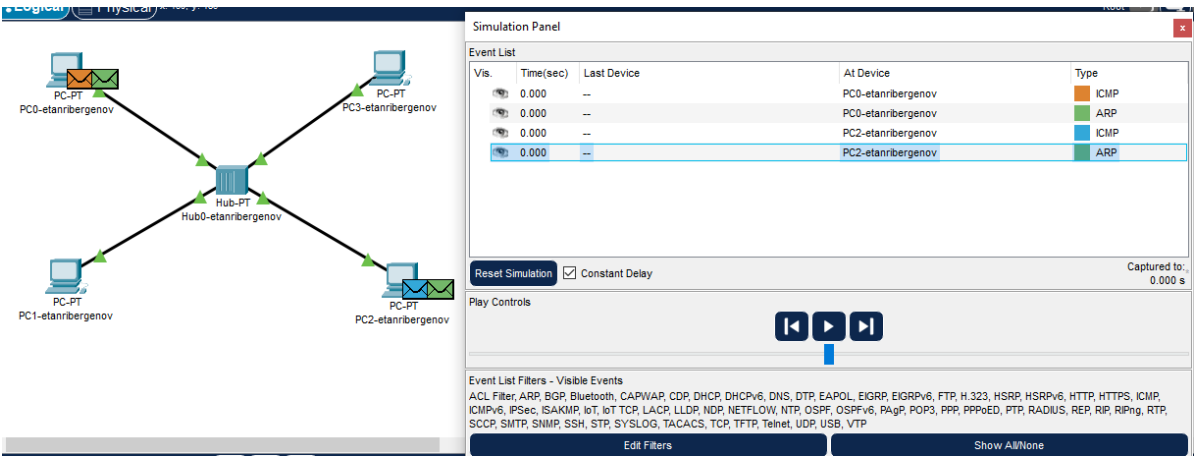 Logical Physical x: 168, y: 168
Root
PC-PT
PC0-etanribergenov
PC-PT
PC3-etanribergenov
Hub-PT
Hub0-etanribergenov
PC-PT
PC1-etanribergenov
PC-PT
PC2-etanribergenov
Simulation Panel
x
Event List
Vis. Time(sec) Last Device At Device Type
0.000 -- PC0-etanribergenov ICMP
0.000 -- PC0-etanribergenov ARP
0.000 -- PC2-etanribergenov ICMP
0.000 -- PC2-etanribergenov ARP
Reset Simulation Constant Delay
Captured to:
0.000 s
Play Controls
Event List Filters - Visible Events
ACL Filter, ARP, BGP, Bluetooth, CAPWAP, CDP, DHCP, DHCPv6, DNS, DTP, EAPOL, EIGRP, EIGRPv6, FTP, H.323, HSRP, HSRPv6, HTTP, HTTPS, ICMP,
ICMPv6, IPSec, ISAKMP, IoT, IoT TCP, LACP, LLDP, NDP, NETFLOW, NTP, OSPF, OSPFv6, PAgP, POP3, PPP, PPPoED, PTP, RADIUS, REP, RIP, RIPng, RTP,
SCCP, SMTP, SNMP, SSH, STP, SYSLOG, TACACS, TCP, TFTP, Telnet, UDP, USB, VTP
Edit Filters Show All/None